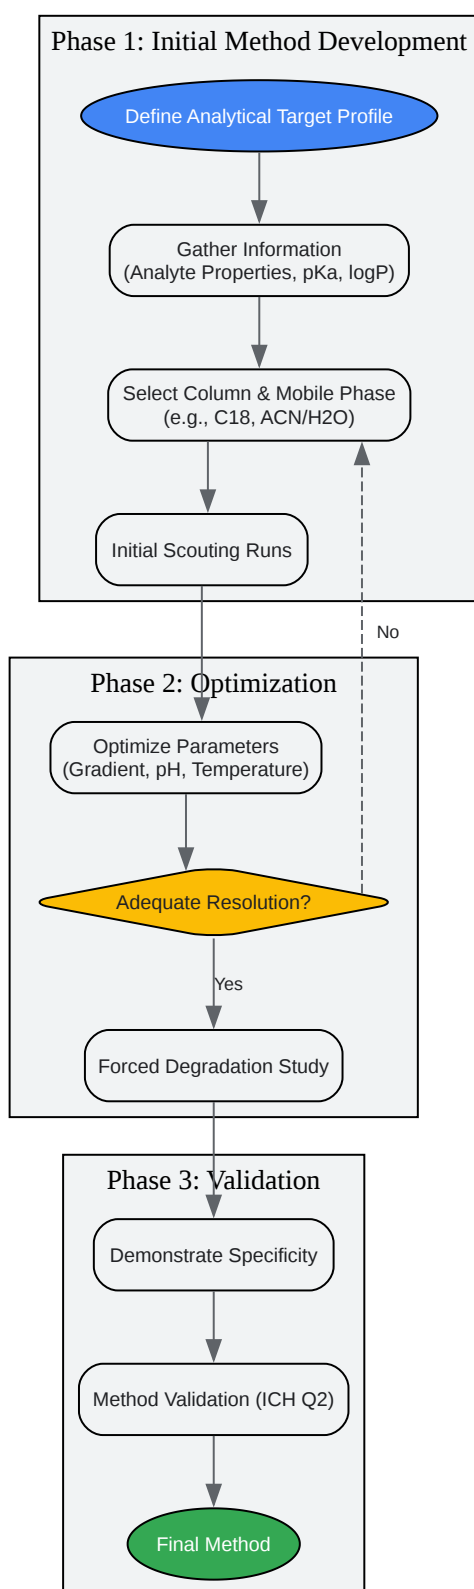 Phase 1: Initial Method Development
Define Analytical Target Profile
Gather Information
(Analyte Properties, pKa, logP)
Select Column & Mobile Phase
(e.g., C18, ACN/H2O)
Initial Scouting Runs
No
Phase 2: Optimization
Optimize Parameters
(Gradient, pH, Temperature)
Adequate Resolution?
Yes
Forced Degradation Study
Phase 3: Validation
Demonstrate Specificity
Method Validation (ICH Q2)
Final Method